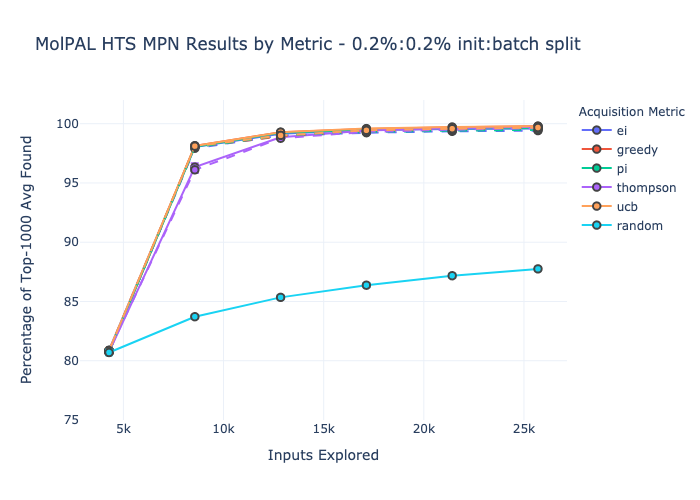 MolPAL HTS MPN Results by Metric - 0.2%:0.2% init:batch split
Percentage of Top-1000 Avg Found
100
95
90
85
80
75
5k
10k
15k
20k
25k
Inputs Explored
Acquisition Metric
ei
greedy
pi
thompson
ucb
random